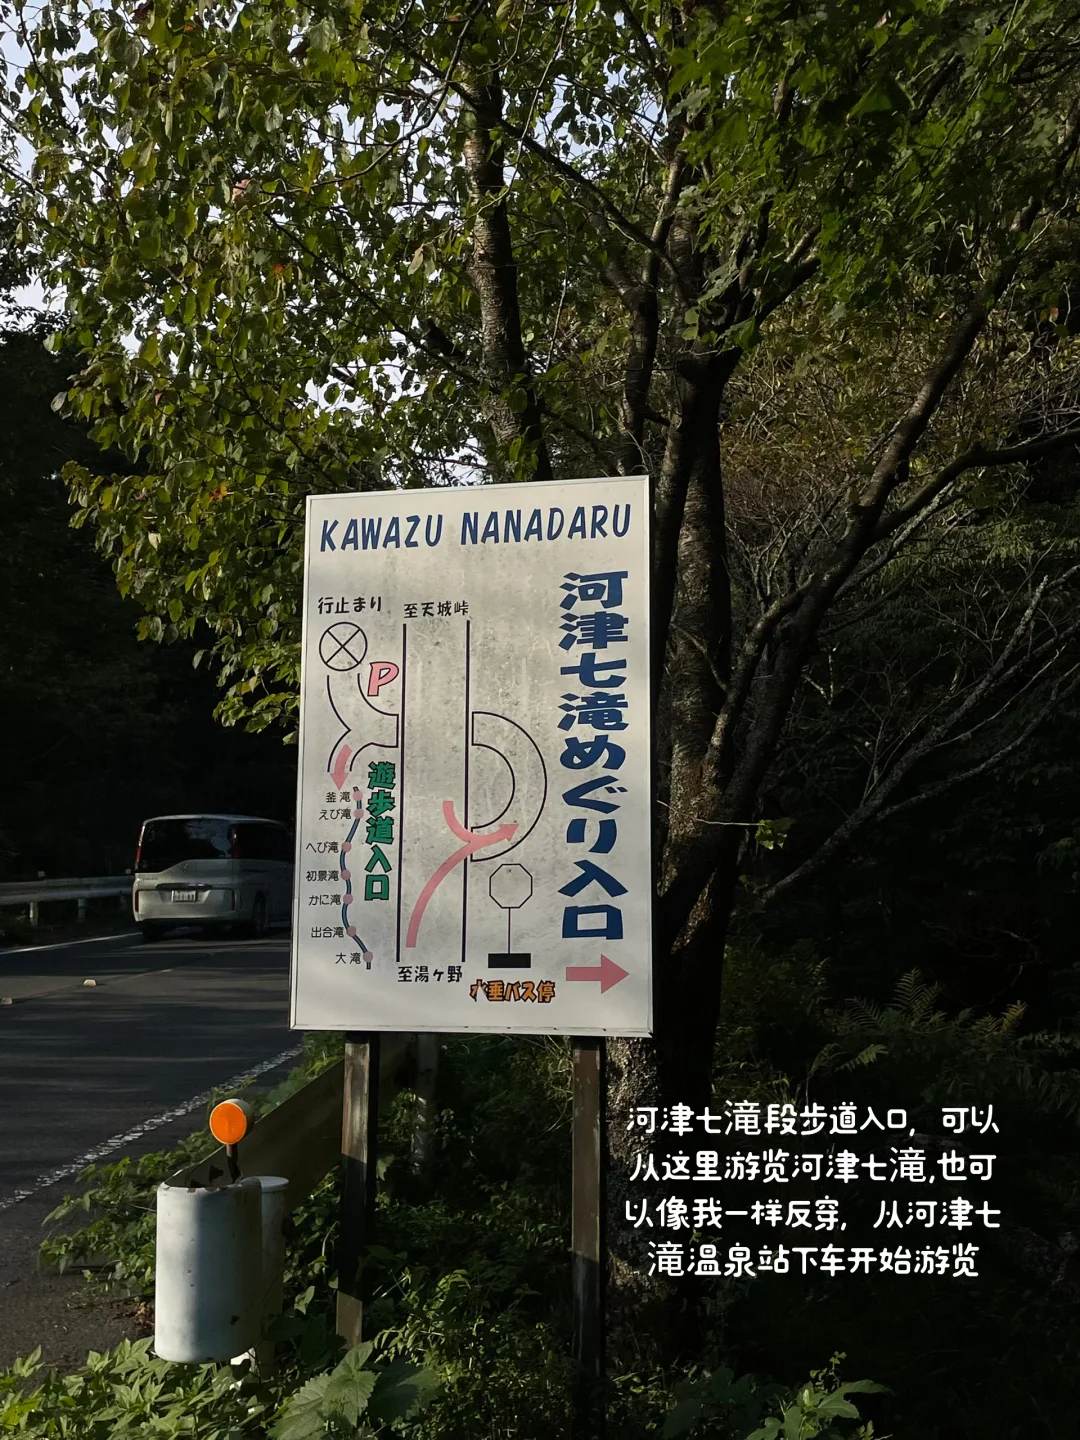 KAWAZU NANADARU
河津七滝めぐり入口
行止まり
至天城峠
P
遊歩道入口
釜滝
えび滝
へび滝
初景滝
かに滝
出合滝
大滝
至湯ヶ野
水垂バス停
河津七滝段步道入口，可以
从这里游览河津七滝,也可
以像我一样反穿，从河津七
滝温泉站下车开始游览